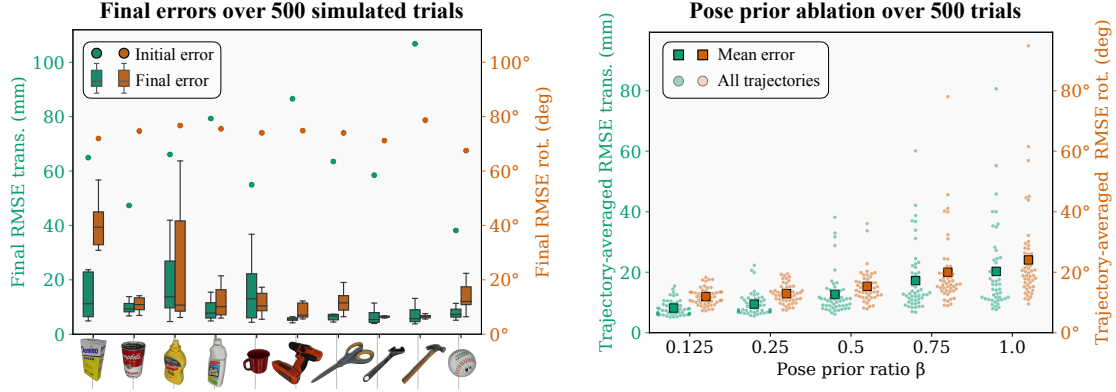 Final errors over 500 simulated trials
Final RMSE trans. (mm)
100
80
60
40
20
0
Initial error
Final error
100°
80°
60°
40°
20°
0°
Final RMSE rot. (deg)
Pose prior ablation over 500 trials
Trajectory-averaged RMSE trans. (mm)
80
60
40
20
0
Mean error
All trajectories
80°
60°
40°
20°
0°
Trajectory-averaged RMSE rot. (deg)
0.125 0.25 0.5 0.75 1.0
Pose prior ratio β